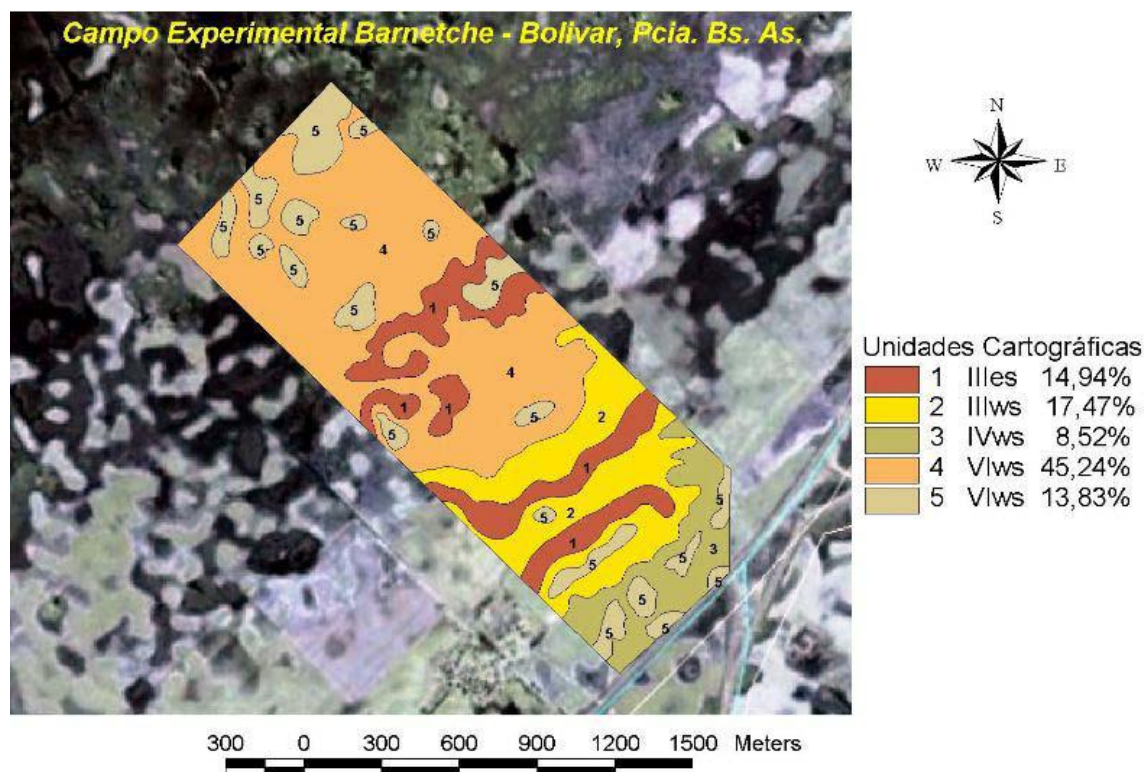 Campo Experimental Barnetche - Bolivar, Pcia. Bs. As.
N
W E
S
5 5
5 5 5 5 5
5 5 4
5
5
1
4
1 1 5
5
2
1
5 2
1
5
5 3
5
5
5 5
Unidades Cartográficas
1 IIIes 14,94%
2 IIIws 17,47%
3 IVws 8,52%
4 VIws 45,24%
5 VIws 13,83%
300 0 300 600 900 1200 1500 Meters